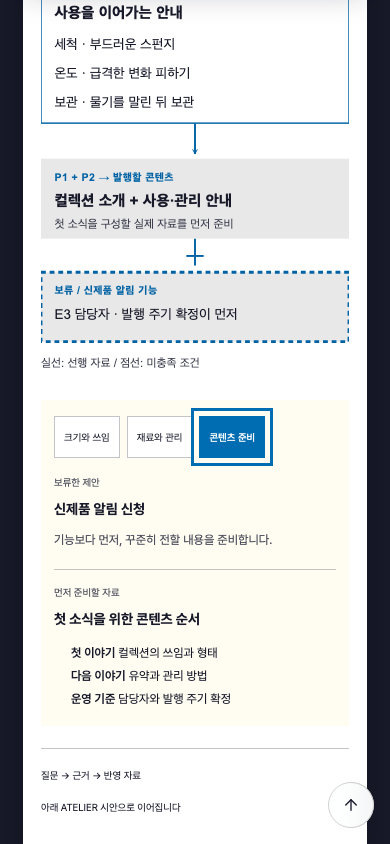 사용을 이어가는 안내
세척 · 부드러운 스펀지
온도 · 급격한 변화 피하기
보관 · 물기를 말린 뒤 보관
P1 + P2 → 발행할 콘텐츠
컬렉션 소개 + 사용·관리 안내
첫 소식을 구성할 실제 자료를 먼저 준비
보류 / 신제품 알림 기능
E3 담당자 · 발행 주기 확정이 먼저
실선: 선행 자료 / 점선: 미충족 조건
크기와 쓰임
재료와 관리
콘텐츠 준비
보류한 제안
신제품 알림 신청
기능보다 먼저, 꾸준히 전할 내용을 준비합니다.
먼저 준비할 자료
첫 소식을 위한 콘텐츠 순서
첫 이야기 컬렉션의 쓰임과 형태
다음 이야기 유약과 관리 방법
운영 기준 담당자와 발행 주기 확정
질문 → 근거 → 반영 자료
아래 ATELIER 시안으로 이어집니다